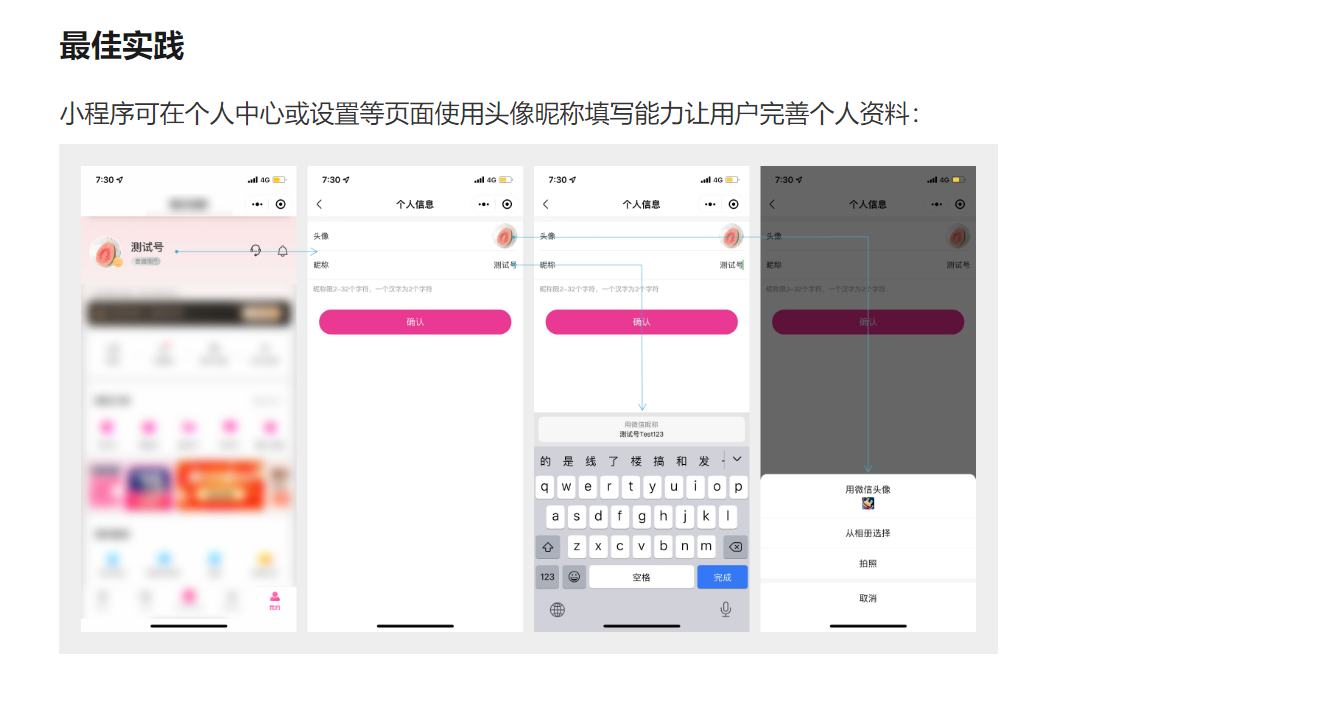 最佳实践
小程序可在个人中心或设置等页面使用头像昵称填写能力让用户完善个人资料：
7:30
4G
测试号
我的
7:30
4G
个人信息
头像
昵称
测试号
昵称限2-32个字符，一个汉字为2个字符
确认
7:30
4G
个人信息
头像
昵称
测试号
昵称限2-32个字符，一个汉字为2个字符
确认
用微信昵称
测试号Test123
的 是 线 了 楼 搞 和 发
q w e r t y u i o p
a s d f g h j k l
z x c v b n m
123 空格 完成
7:30
4G
个人信息
头像
昵称
测试号
昵称限2-32个字符，一个汉字为2个字符
确认
用微信头像
从相册选择
拍照
取消